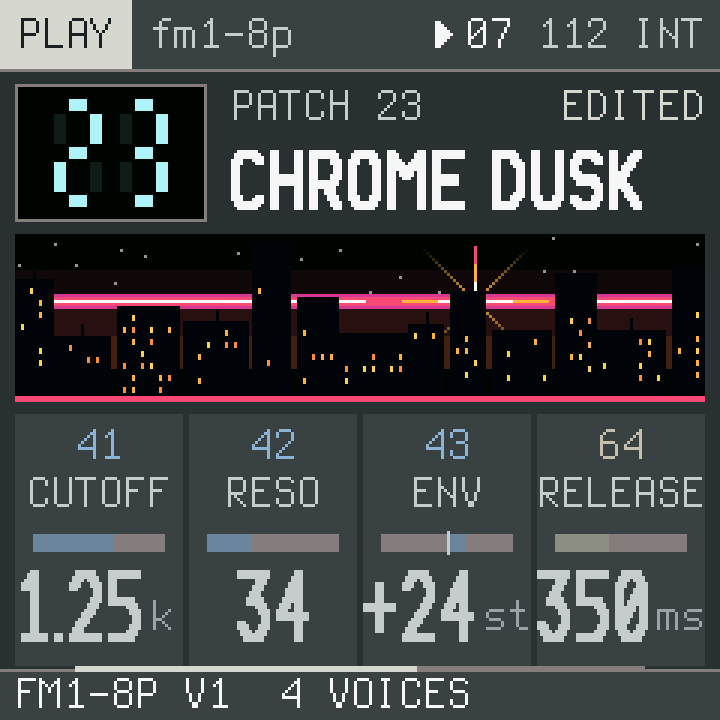 PLAY fm1-8p ▶07 112 INT
23 PATCH 23 EDITED
CHROME DUSK
41 42 43 64
CUTOFF RESO ENV RELEASE
1.25k 34 +24st 350ms
FM1-8P V1 4 VOICES